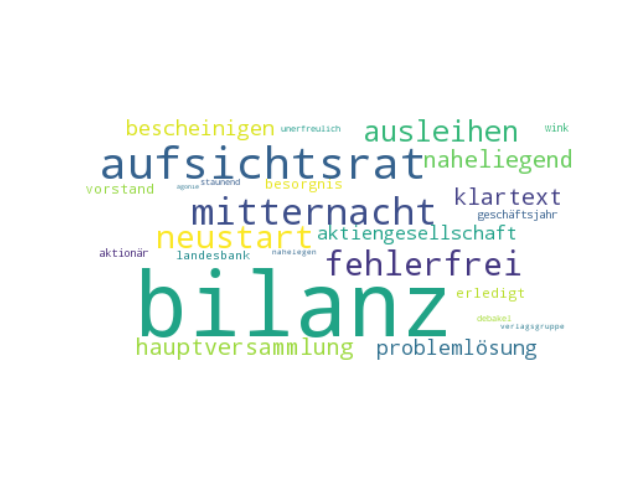 bescheinigen unerfreulich ausleihen wink
aufsichtsrat naheliegend
vorstand agonie staunend besorgnis klartext
mitternacht geschäftsjahr
neustart aktiengesellschaft
aktionär landesbank naheiegen fehlerfrei
bilanz erledigt
debakel
verlagsgruppe
hauptversammlung problemlösung